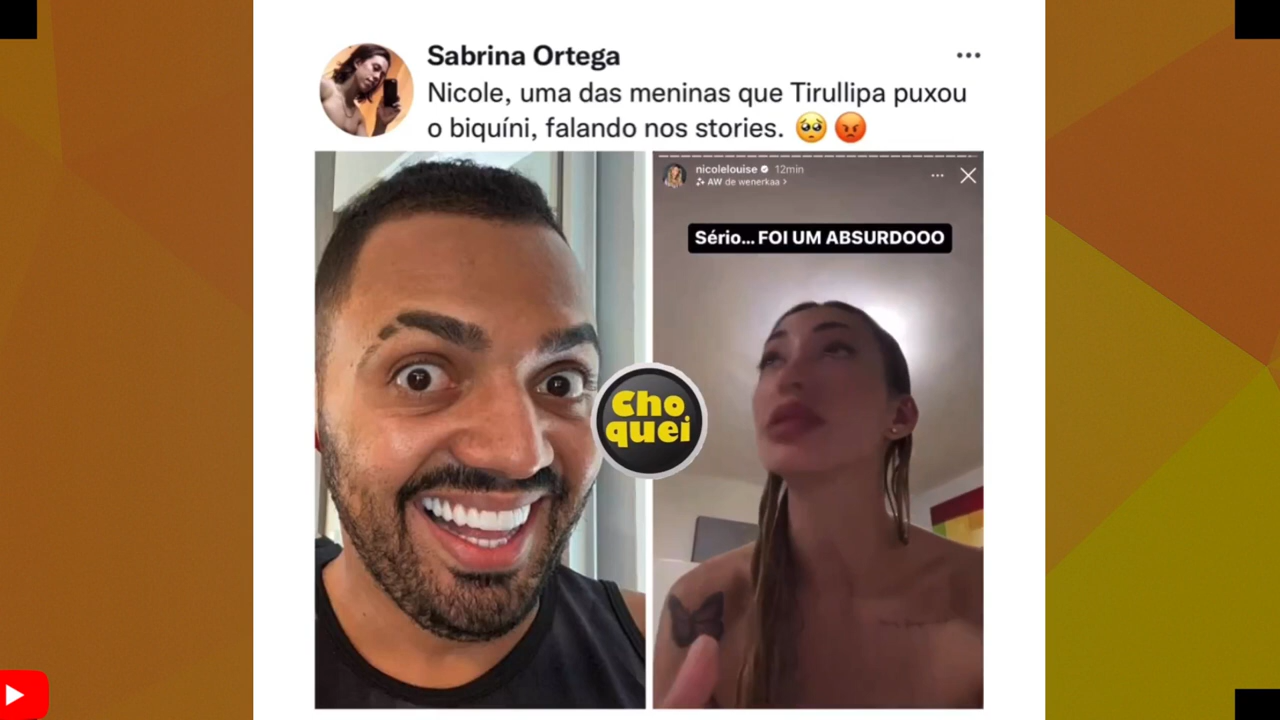 Sabrina Ortega
Nicole, uma das meninas que Tirullipa puxou
o biquíni, falando nos stories. 🥺😡
nicolelouise 12min
AW de wenerkaa >
Sério... FOI UM ABSURDOOO
Cho
quei